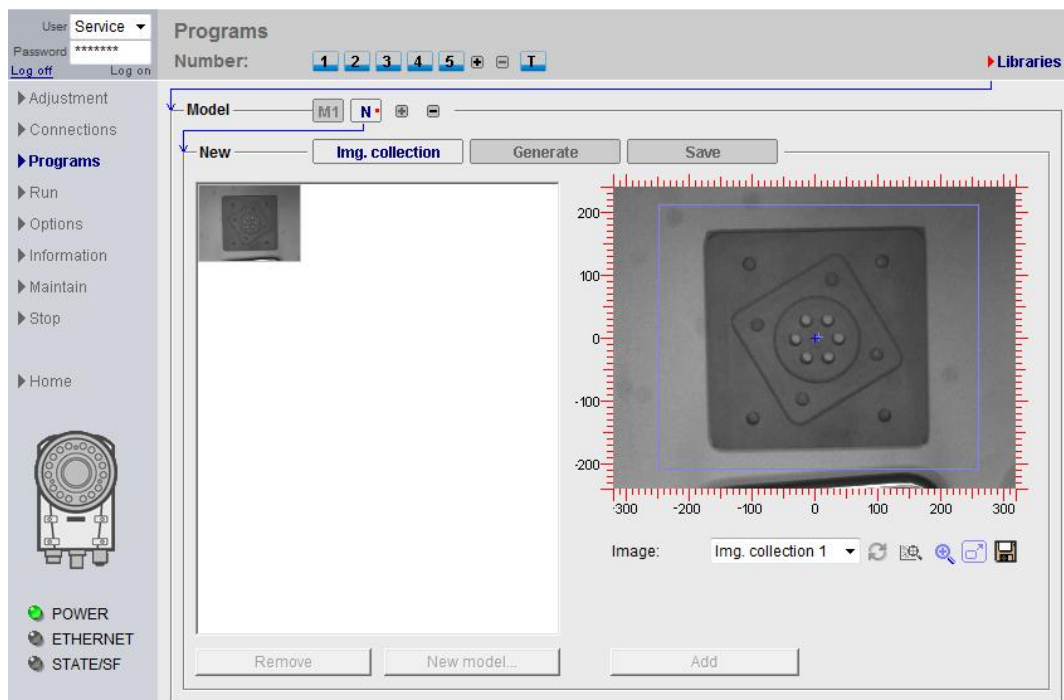 User Service
Password *******
Log off Log on
Programs
Number: 1 2 3 4 5 T
Libraries
Adjustment
Connections
Programs
Run
Options
Information
Maintain
Stop
Home
POWER
ETHERNET
STATE/SF
Model M1 N
New Img. collection Generate Save
200
100
0
-100
-200
-300 -200 -100 0 100 200 300
Image: Img. collection 1
Remove New model... Add